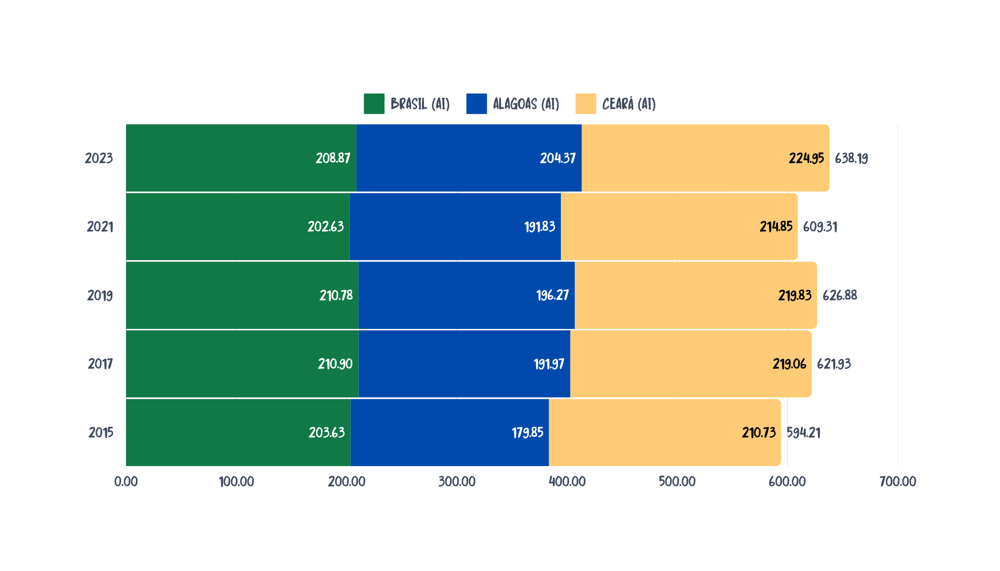 BRASIL (AI) ALAGOAS (AI) CEARÁ (AI)
2023 208.87 204.37 224.95 638.19
2021 202.63 191.83 214.85 609.31
2019 210.78 196.27 219.83 626.88
2017 210.90 191.97 219.06 621.93
2015 203.63 179.85 210.73 594.21
0.00 100.00 200.00 300.00 400.00 500.00 600.00 700.00